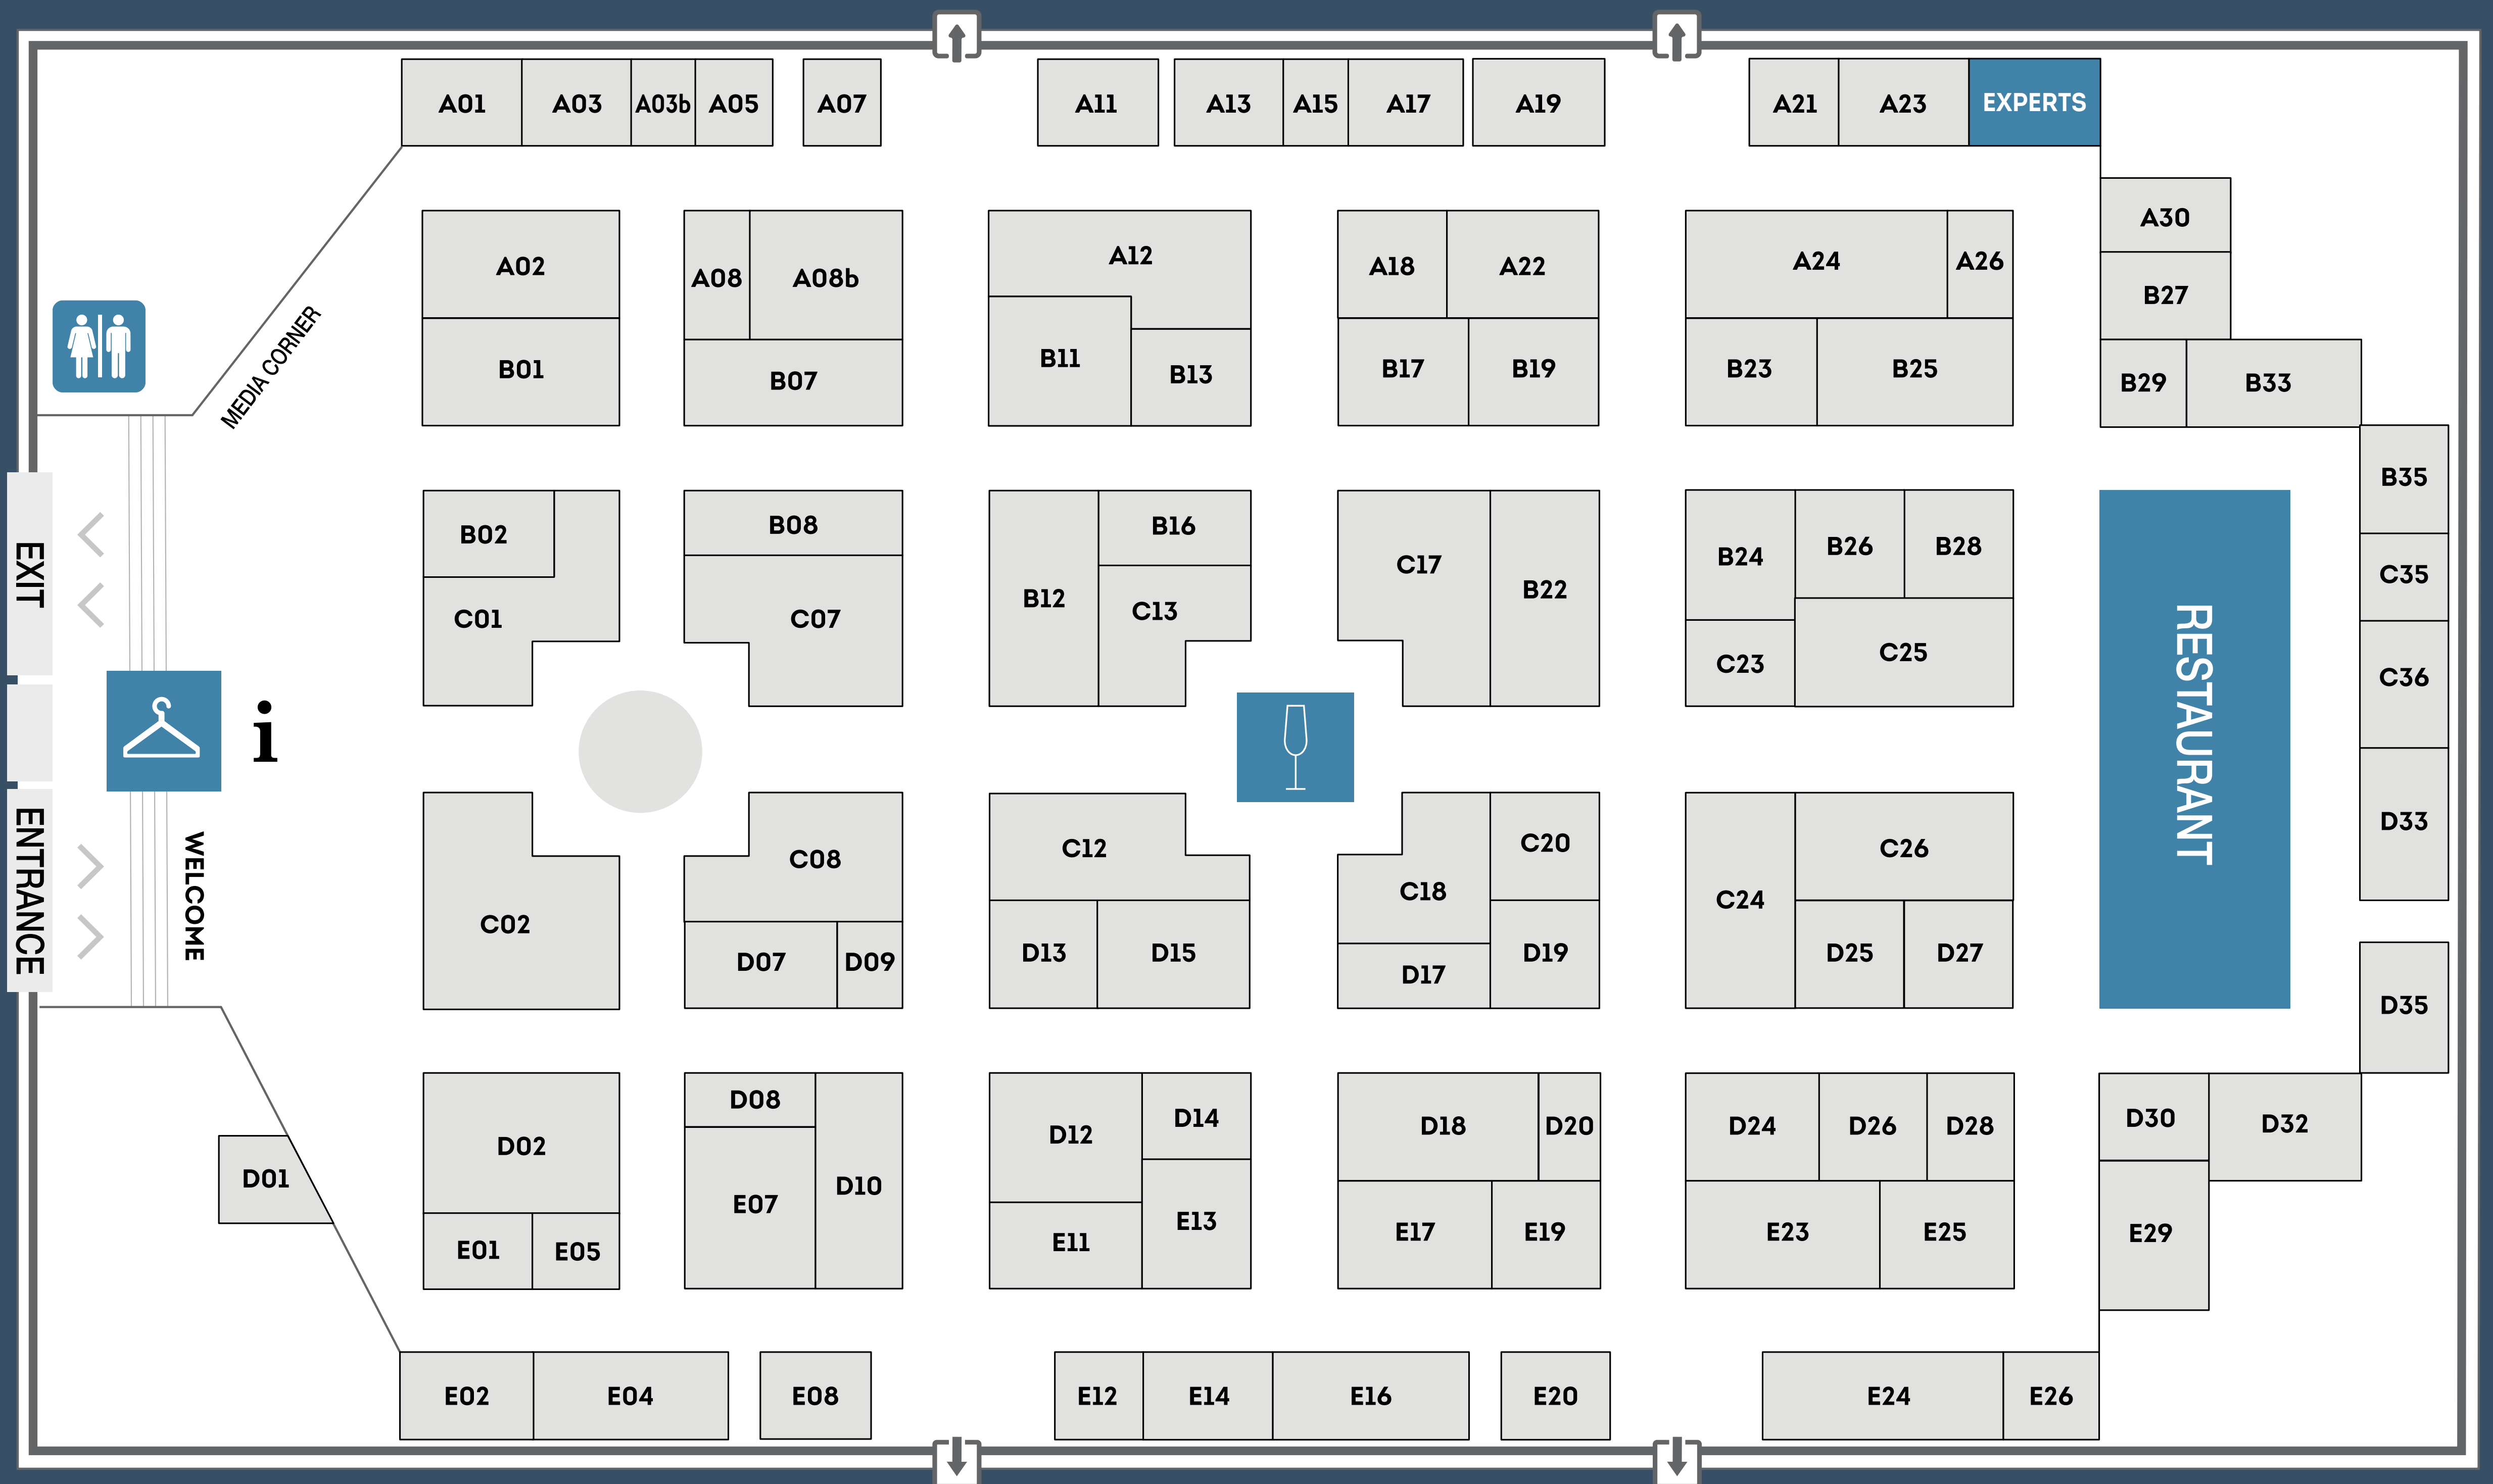 A01
A03
A03b
A05
A07
A11
A13
A15
A17
A19
A21
A23
EXPERTS
A30
B27
B29
B33
A02
B01
A08
A08b
B07
A12
B11
B13
A18
A22
B17
B19
A24
A26
B23
B25
MEDIA CORNER
EXIT
B02
C01
B08
C07
B12
B16
C13
C17
B22
B24
B26
B28
C23
C25
RESTAURANT
B35
C35
C36
D33
D35
i
ENTRANCE
WELCOME
C02
C08
D07
D09
C12
D13
D15
C18
C20
D17
D19
C24
C26
D25
D27
D01
D02
E01
E05
D08
E07
D10
D12
D14
E11
E13
D18
D20
E17
E19
D24
D26
D28
E23
E25
D30
D32
E29
E02
E04
E08
E12
E14
E16
E20
E24
E26